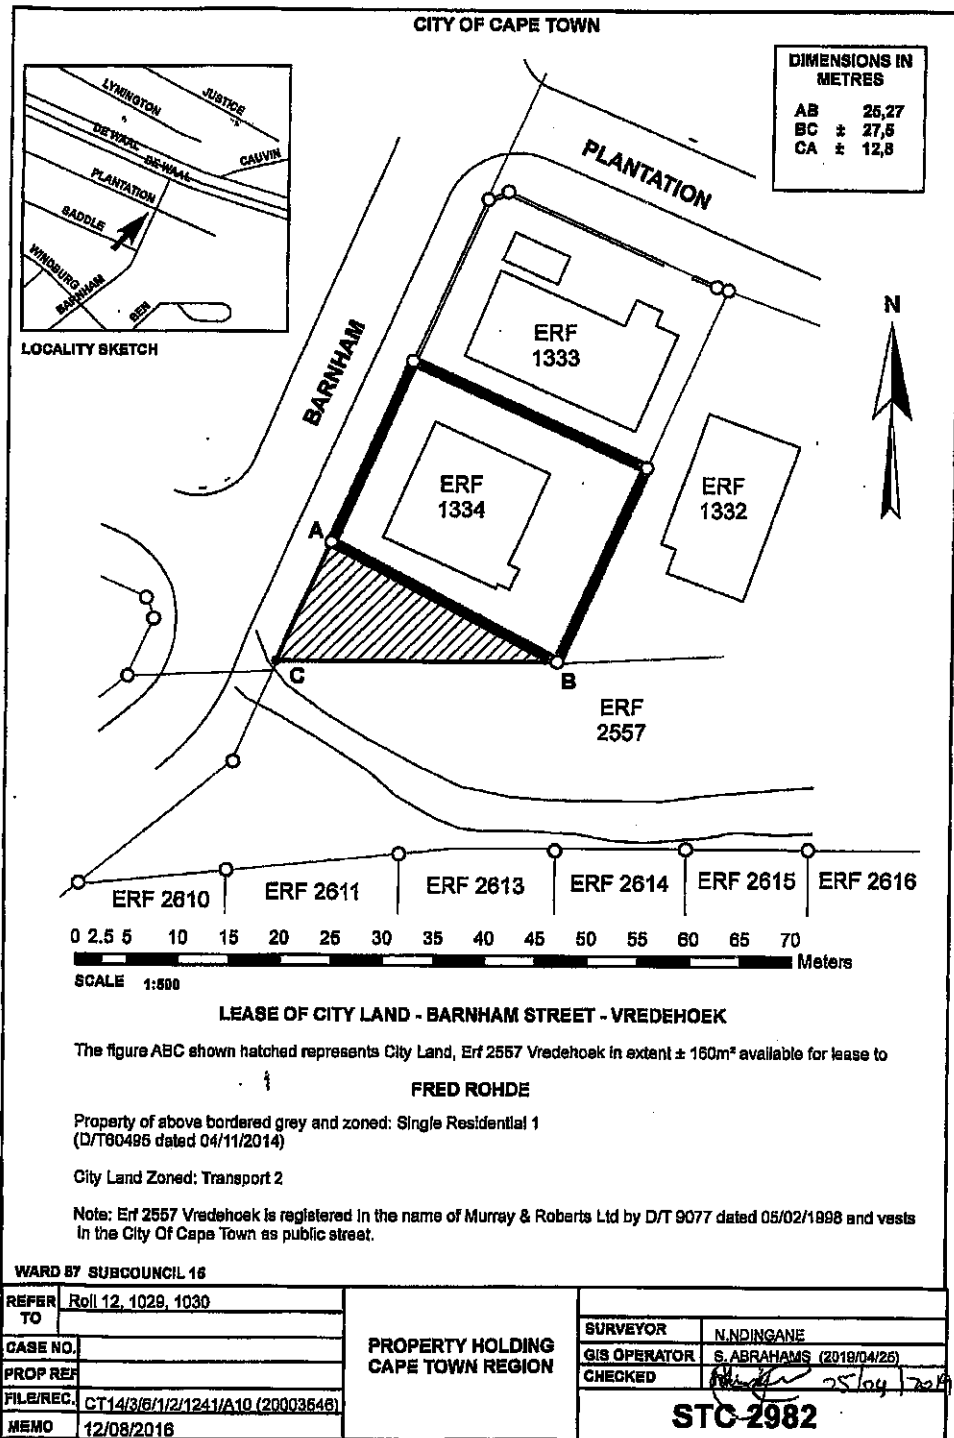 CITY OF CAPE TOWN
DIMENSIONS IN
METRES
AB 25,27
BC ± 27,5
CA ± 12,8
LYMINGTON
JUSTICE
DE WAAL
DE WAAL
CAUVIN
PLANTATION
SADDLE
WINDBURG
BARNHAM
BEN
LOCALITY SKETCH
PLANTATION
BARNHAM
N
ERF
1333
ERF
1334
ERF
1332
A
C
B
ERF
2557
ERF 2610
ERF 2611
ERF 2613
ERF 2614
ERF 2615
ERF 2616
0 2.5 5 10 15 20 25 30 35 40 45 50 55 60 65 70
Meters
SCALE 1:500
LEASE OF CITY LAND - BARNHAM STREET - VREDEHOEK
The figure ABC shown hatched represents City Land, Erf 2557 Vredehoek in extent ± 160m² available for lease to
FRED ROHDE
Property of above bordered grey and zoned: Single Residential 1
(D/T60495 dated 04/11/2014)
City Land Zoned: Transport 2
Note: Erf 2557 Vredehoek is registered in the name of Murray & Roberts Ltd by D/T 9077 dated 05/02/1998 and vests
in the City Of Cape Town as public street.
WARD 57 SUBCOUNCIL 16
REFER TO Roll 12, 1029, 1030
CASE NO.
PROP REF
FILE/REC. CT14/3/6/1/2/1241/A10 (20003546)
MEMO 12/08/2016
PROPERTY HOLDING
CAPE TOWN REGION
SURVEYOR N.NDINGANE
GIS OPERATOR S. ABRAHAMS (2019/04/25)
CHECKED 25/04/2019
STC 2982